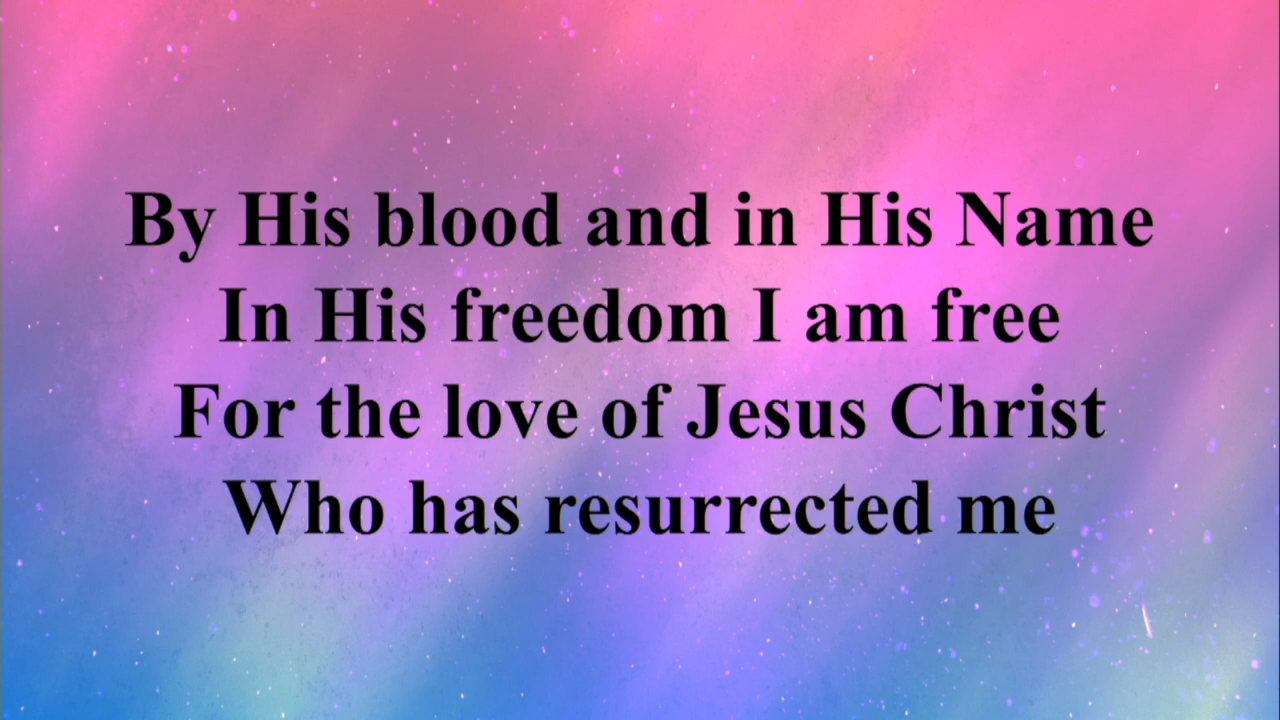 By His blood and in His Name
In His freedom I am free
For the love of Jesus Christ
Who has resurrected me